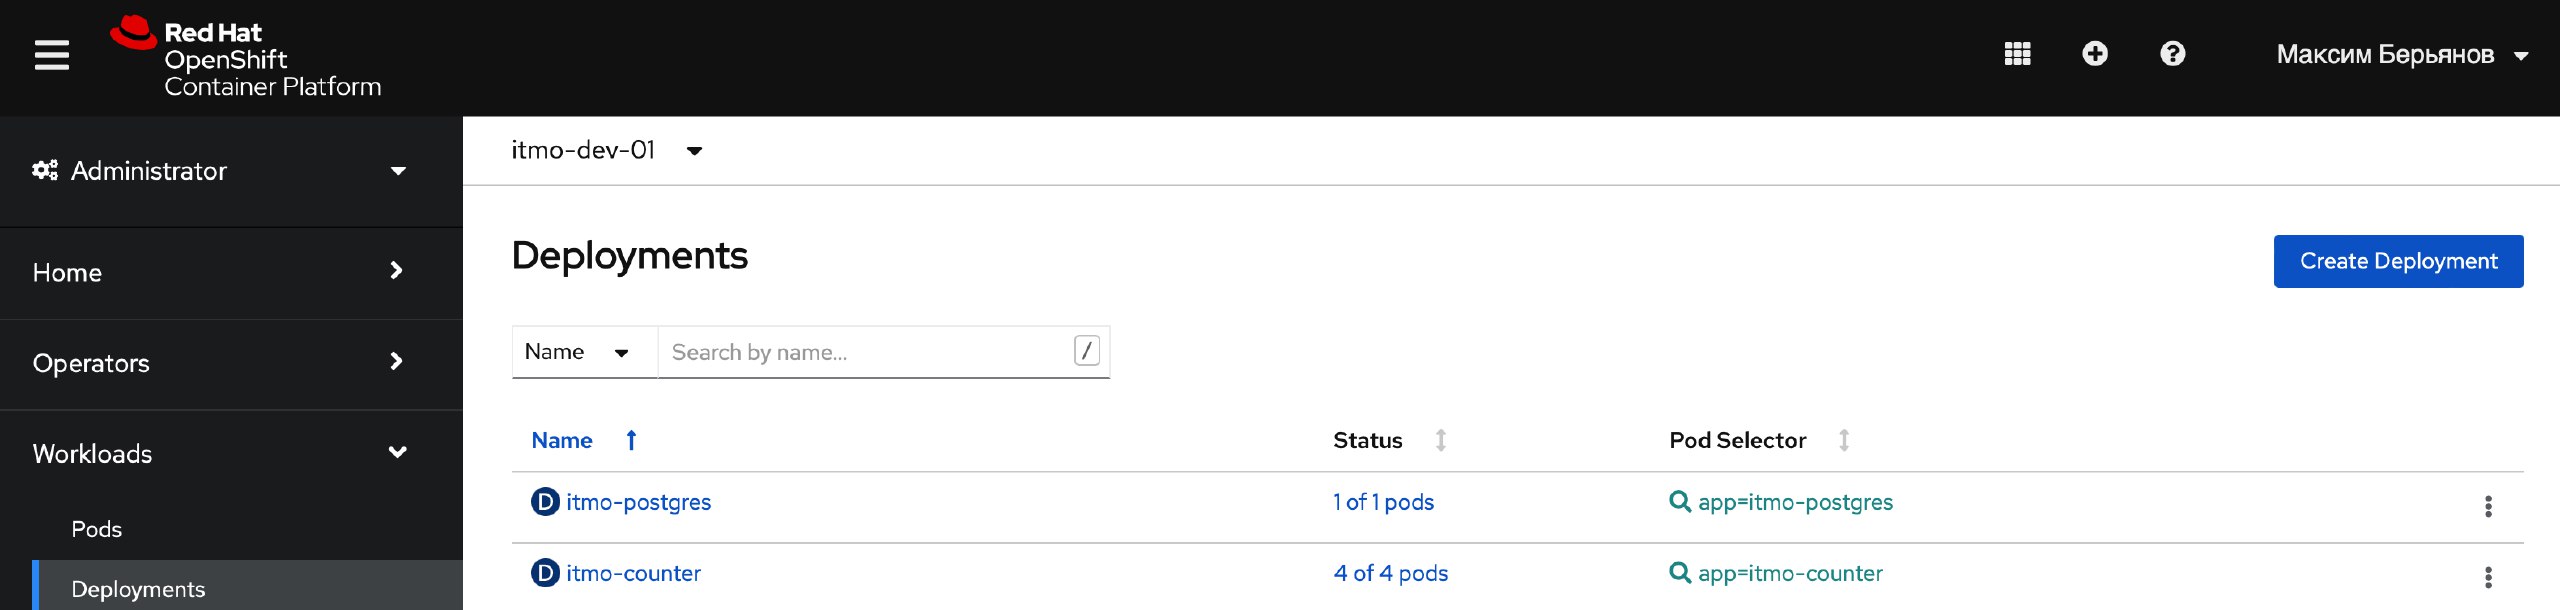 Red Hat
OpenShift
Container Platform
Максим Берьянов
Administrator
Home
Operators
Workloads
Pods
Deployments
itmo-dev-01
Deployments
Create Deployment
Name
Search by name...
/
Name
Status
Pod Selector
D itmo-postgres
1 of 1 pods
app=itmo-postgres
D itmo-counter
4 of 4 pods
app=itmo-counter